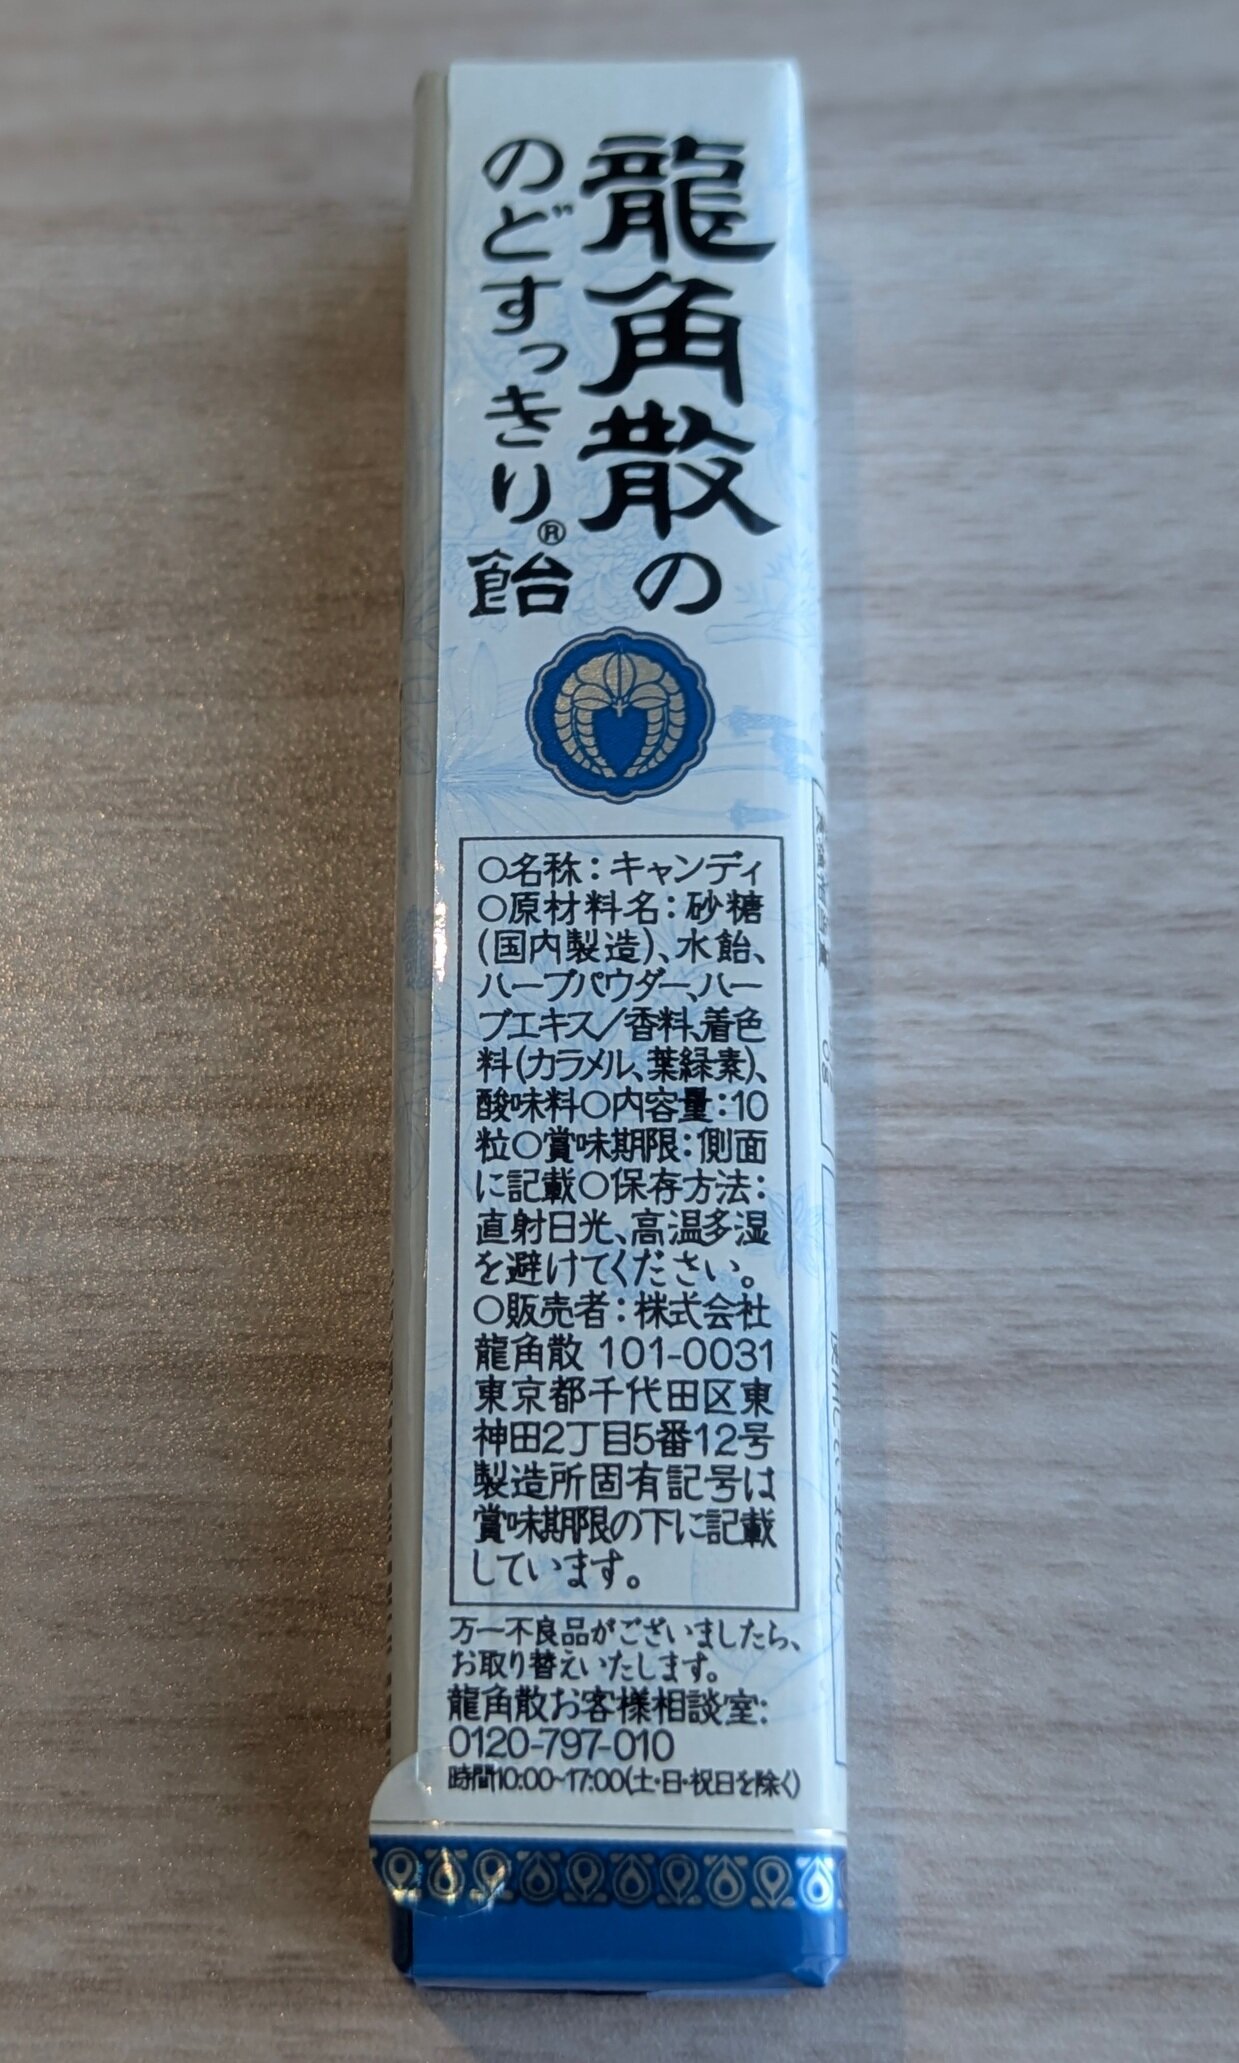 龍角散の
のどすっきり®飴
○名称：キャンディ
○原材料名：砂糖
(国内製造)、水飴、
ハーブパウダー、ハー
ブエキス／香料、着色
料(カラメル、葉緑素)、
酸味料○内容量：10
粒○賞味期限：側面
に記載○保存方法：
直射日光、高温多湿
を避けてください。
○販売者：株式会社
龍角散 101-0031
東京都千代田区東
神田2丁目5番12号
製造所固有記号は
賞味期限の下に記載
しています。
万一不良品がございましたら、
お取り替えいたします。
龍角散お客様相談室：
0120-797-010
時間10:00~17:00(土・日・祝日を除く)